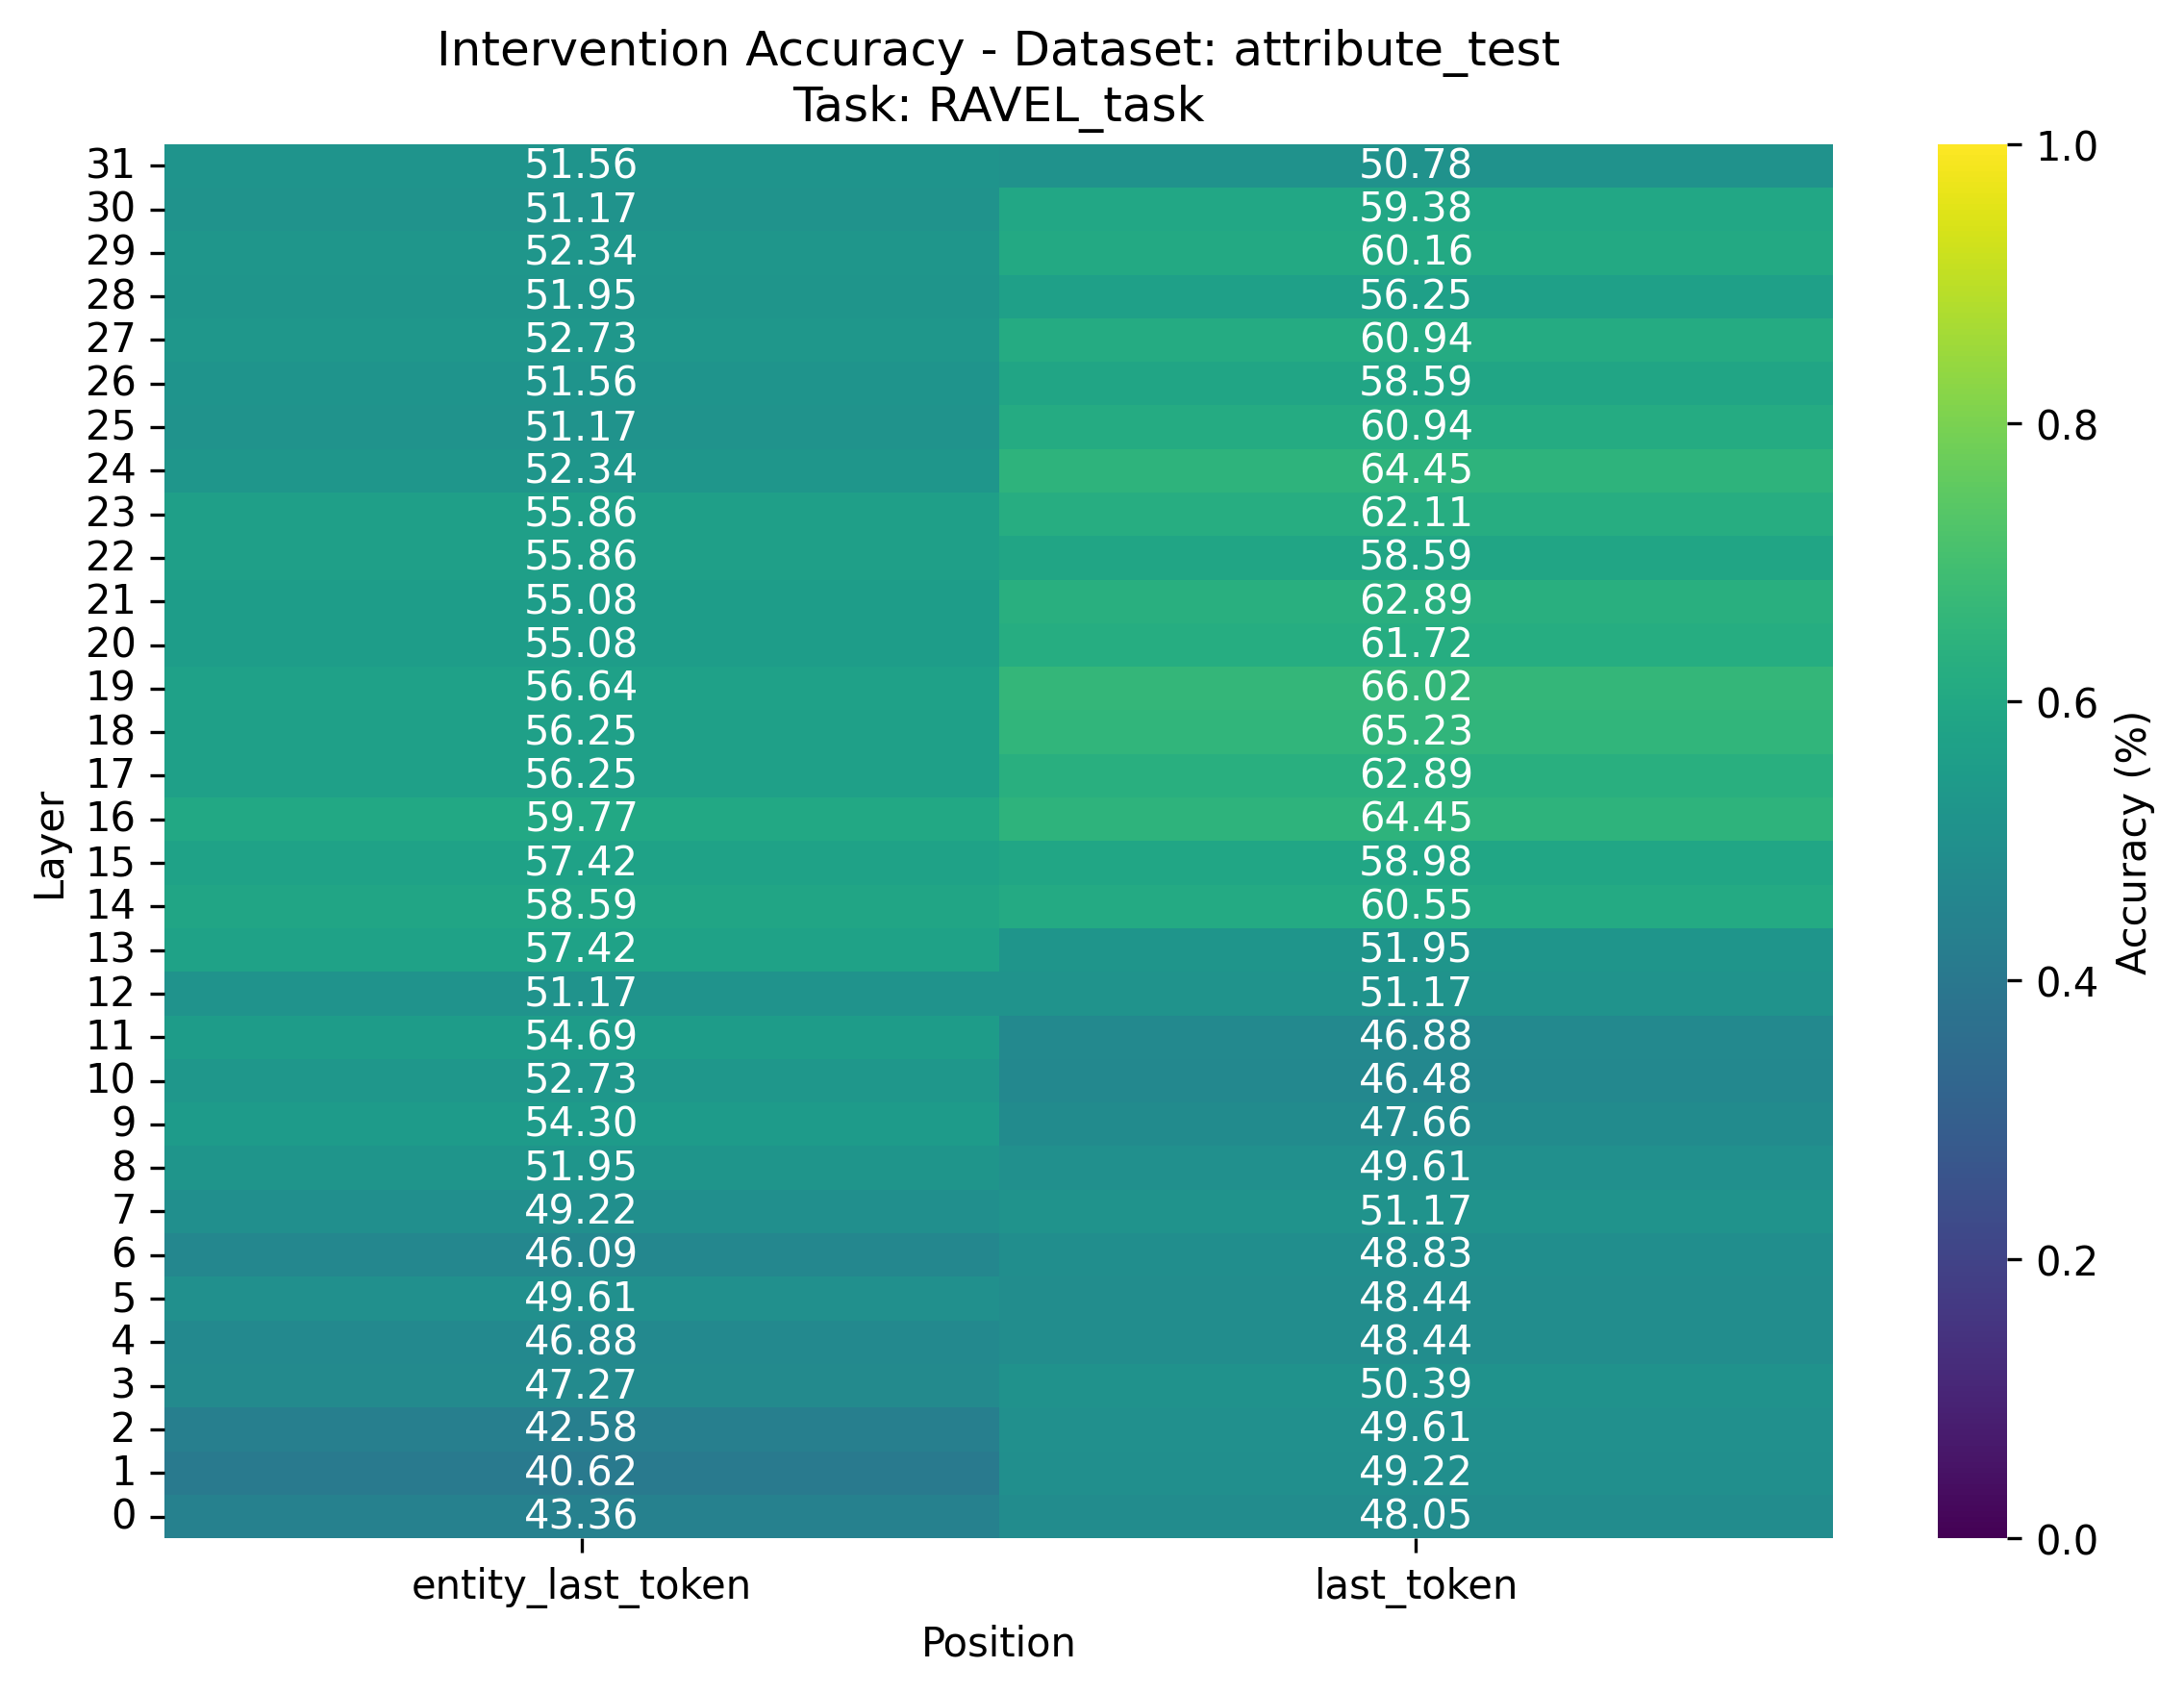 Intervention Accuracy - Dataset: attribute_test
Task: RAVEL_task
31 51.56 50.78
30 51.17 59.38
29 52.34 60.16
28 51.95 56.25
27 52.73 60.94
26 51.56 58.59
25 51.17 60.94
24 52.34 64.45
23 55.86 62.11
22 55.86 58.59
21 55.08 62.89
20 55.08 61.72
19 56.64 66.02
18 56.25 65.23
17 56.25 62.89
16 59.77 64.45
15 57.42 58.98
14 58.59 60.55
13 57.42 51.95
12 51.17 51.17
11 54.69 46.88
10 52.73 46.48
9 54.30 47.66
8 51.95 49.61
7 49.22 51.17
6 46.09 48.83
5 49.61 48.44
4 46.88 48.44
3 47.27 50.39
2 42.58 49.61
1 40.62 49.22
0 43.36 48.05
Layer
entity_last_token last_token
Position
1.0
0.8
0.6
0.4
0.2
0.0
Accuracy (%)